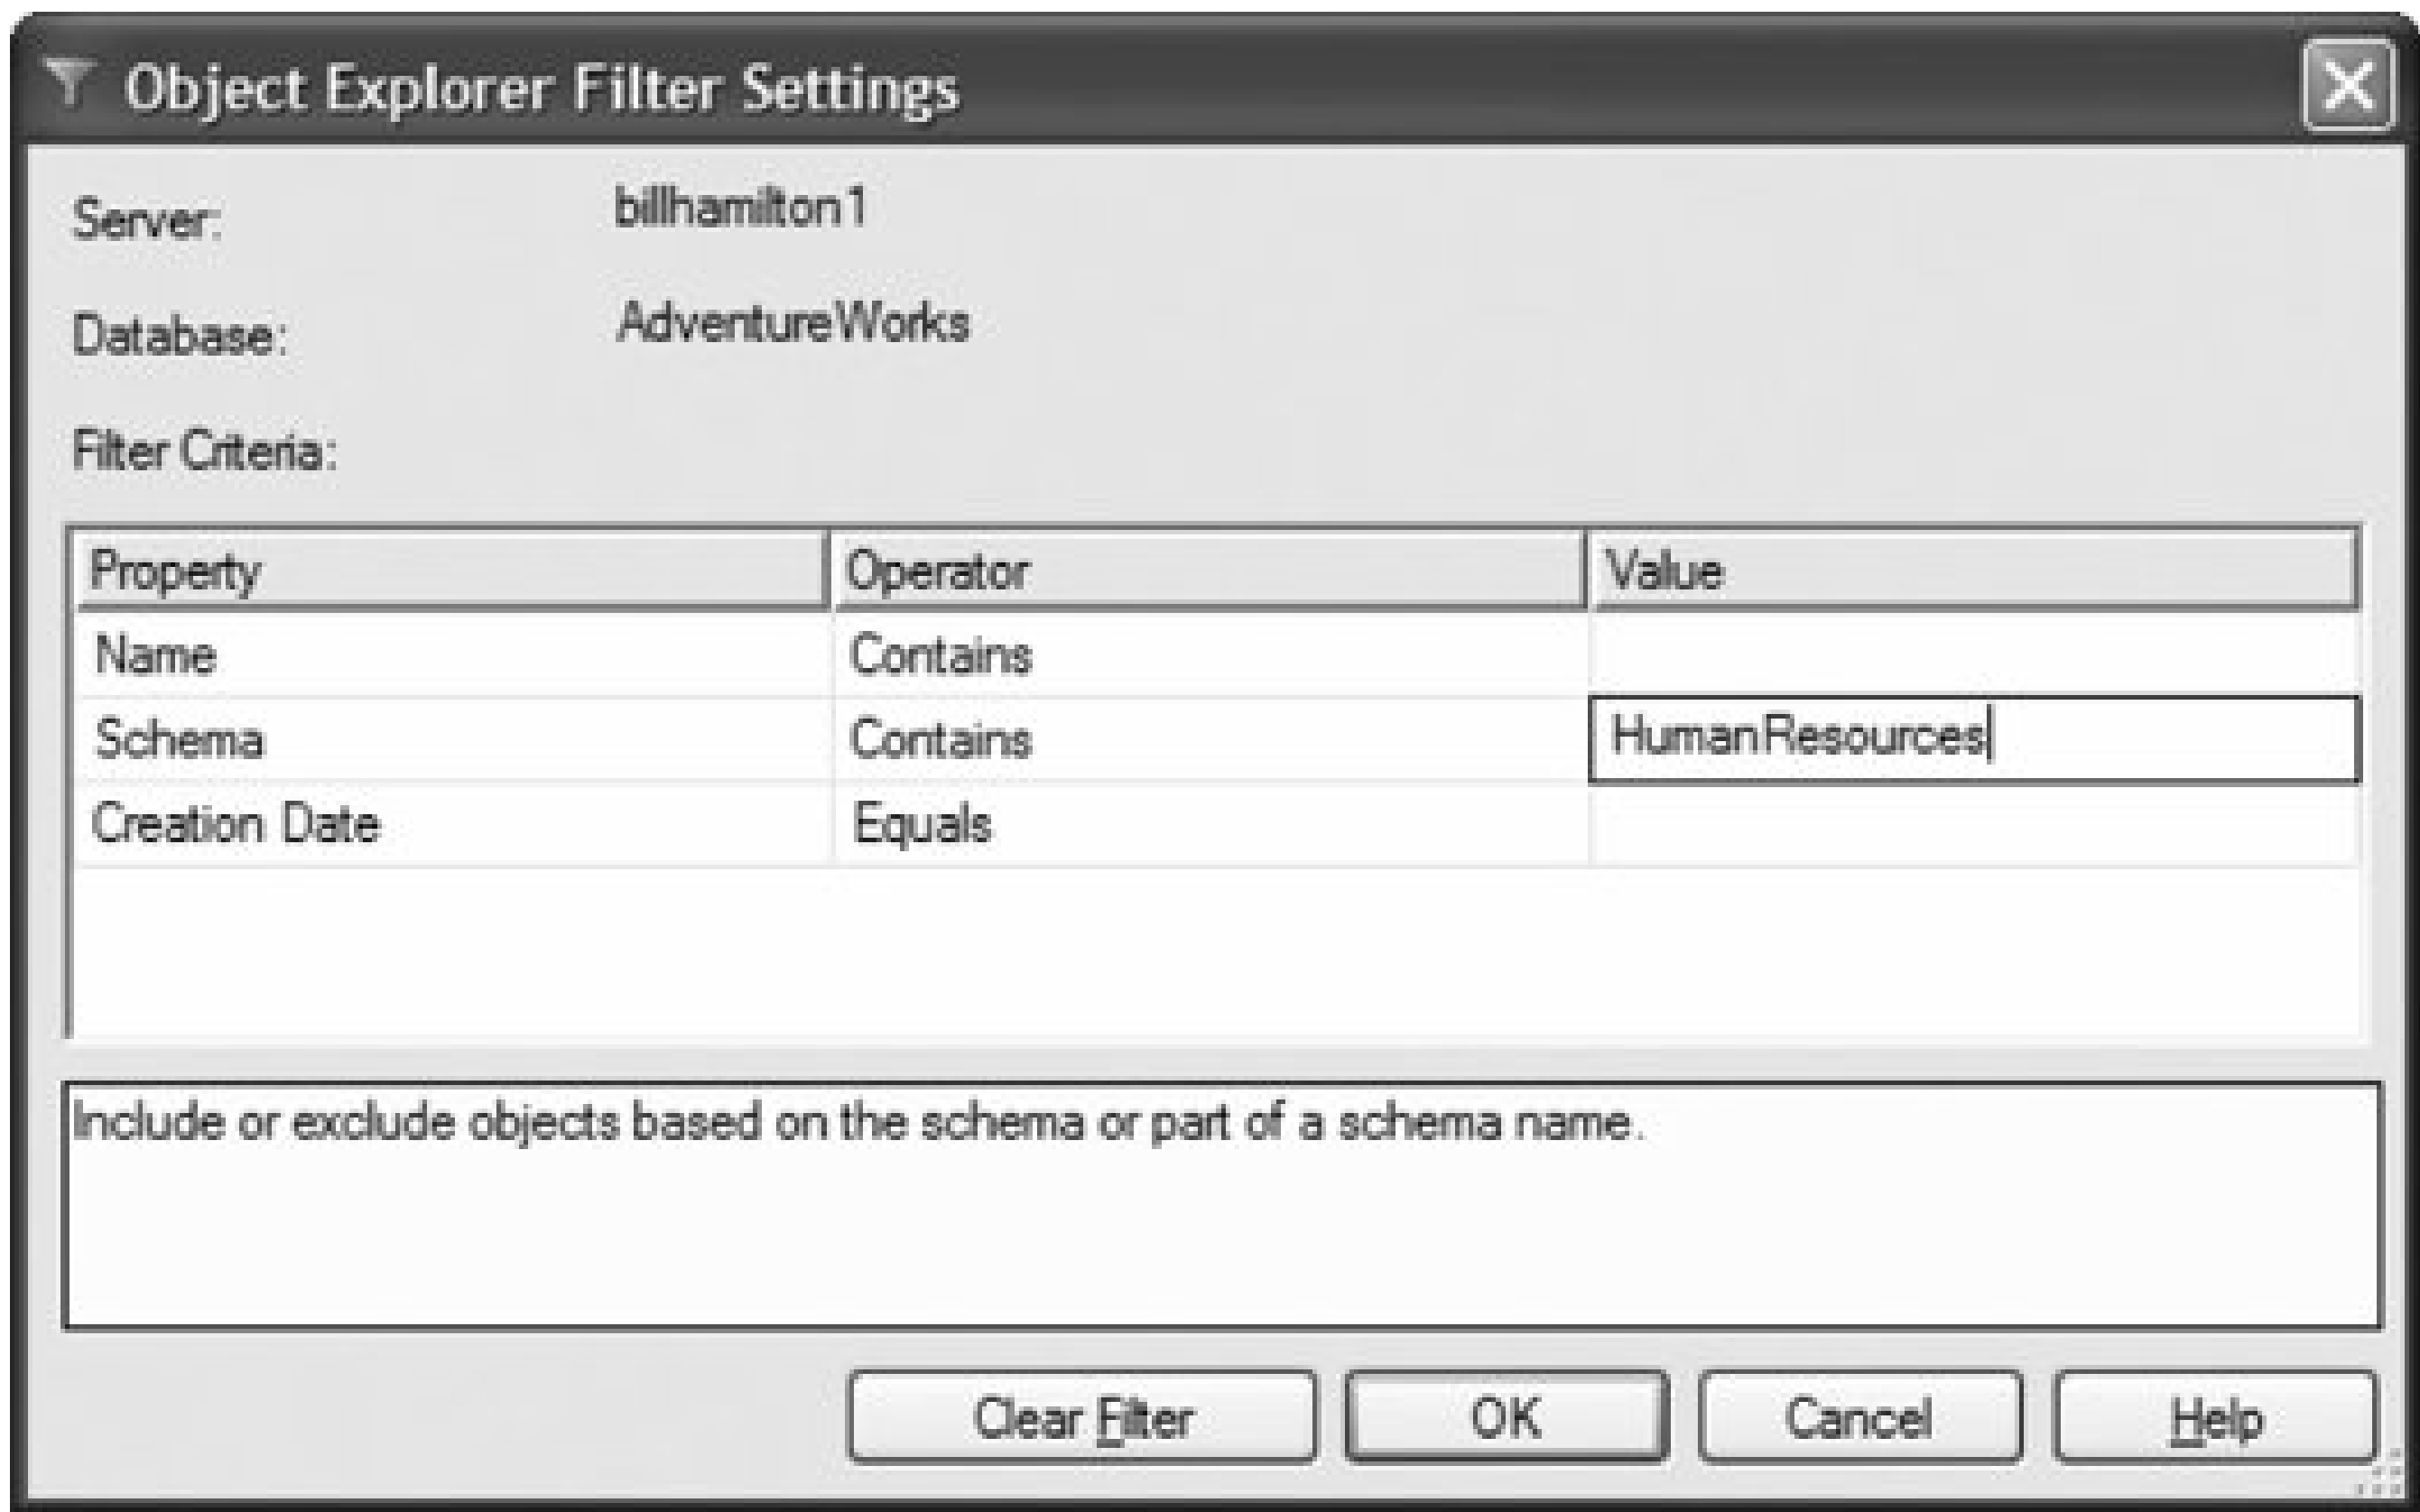 Object Explorer Filter Settings
Server: billhamilton1
Database: AdventureWorks
Filter Criteria:
Property Operator Value
Name Contains
Schema Contains HumanResources
Creation Date Equals
Include or exclude objects based on the schema or part of a schema name.
Clear Filter OK Cancel Help